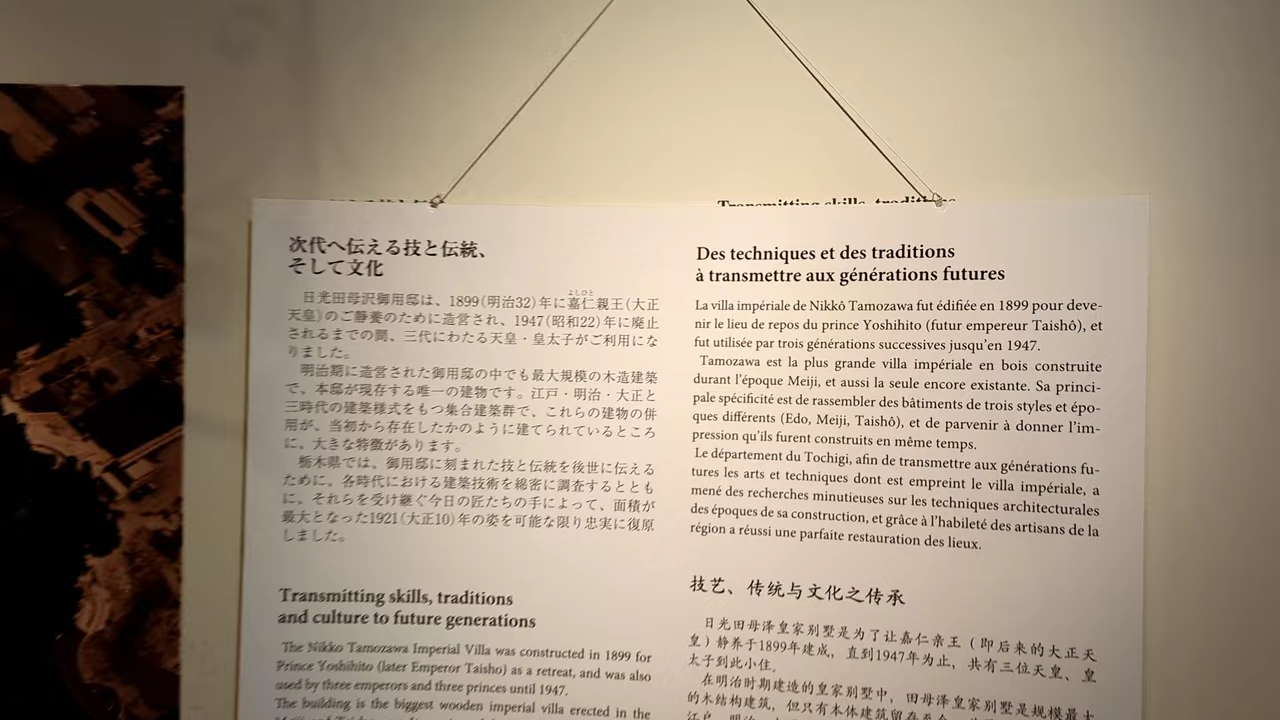 Transmitting skills, traditions
次代へ伝える技と伝統、
そして文化
よしひと
日光田母沢御用邸は、1899(明治32)年に嘉仁親王(大正
天皇)のご静養のために造営され、1947(昭和22)年に廃止
されるまでの間、三代にわたる天皇・皇太子がご利用にな
りました。
明治期に造営された御用邸の中でも最大規模の木造建築
で、本邸が現存する唯一の建物です。江戸・明治・大正と
三時代の建築様式をもつ集合建築群で、これらの建物の併
用が、当初から存在したかのように建てられているところ
に、大きな特徴があります。
栃木県では、御用邸に刻まれた技と伝統を後世に伝える
ために、各時代における建築技術を綿密に調査するととも
に、それらを受け継ぐ今日の匠たちの手によって、面積が
最大となった1921(大正10)年の姿を可能な限り忠実に復原
しました。
Transmitting skills, traditions
and culture to future generations
The Nikko Tamozawa Imperial Villa was constructed in 1899 for
Prince Yoshihito (later Emperor Taisho) as a retreat, and was also
used by three emperors and three princes until 1947.
The building is the biggest wooden imperial villa erected in the
Des techniques et des traditions
à transmettre aux générations futures
La villa impériale de Nikkô Tamozawa fut édifiée en 1899 pour deve-
nir le lieu de repos du prince Yoshihito (futur empereur Taishô), et
fut utilisée par trois générations successives jusqu'en 1947.
Tamozawa est la plus grande villa impériale en bois construite
durant l'époque Meiji, et aussi la seule encore existante. Sa princi-
pale spécificité est de rassembler des bâtiments de trois styles et épo-
ques différents (Edo, Meiji, Taishô), et de parvenir à donner l'im-
pression qu'ils furent construits en même temps.
Le département du Tochigi, afin de transmettre aux générations fu-
tures les arts et techniques dont est empreint le villa impériale, a
mené des recherches minutieuses sur les techniques architecturales
des époques de sa construction, et grâce à l'habileté des artisans de la
région a réussi une parfaite restauration des lieux.
技艺、传统与文化之传承
日光田母泽皇家别墅是为了让嘉仁亲王(即后来的大正天
皇)静养于1899年建成,直到1947年为止,共有三位天皇、皇
太子到此小住。
在明治时期建造的皇家别墅中,田母泽皇家别墅是规模最大
的木结构建筑,但只有本体建筑留存